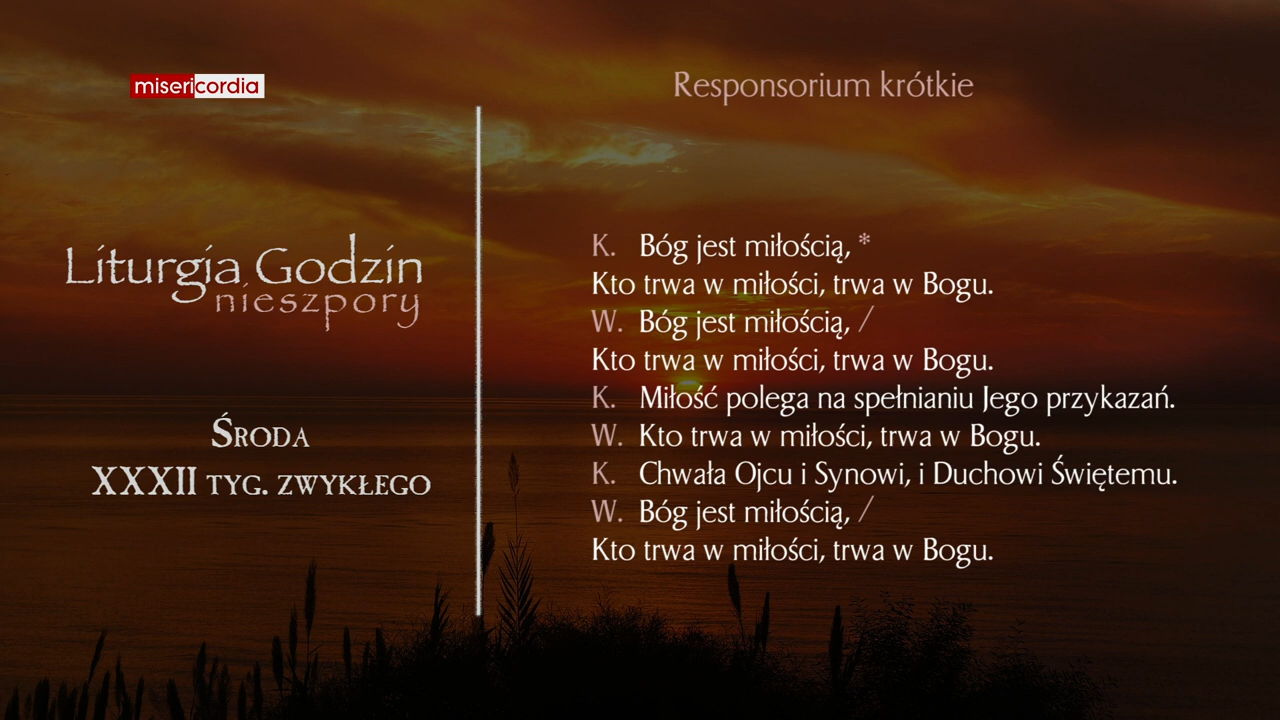 misericordia
Liturgia Godzin
nieszpory
Środa
XXXII tyg. zwykłego
Responsorium krótkie
K. Bóg jest miłością, *
Kto trwa w miłości, trwa w Bogu.
W. Bóg jest miłością, /
Kto trwa w miłości, trwa w Bogu.
K. Miłość polega na spełnianiu Jego przykazań.
W. Kto trwa w miłości, trwa w Bogu.
K. Chwała Ojcu i Synowi, i Duchowi Świętemu.
W. Bóg jest miłością, /
Kto trwa w miłości, trwa w Bogu.